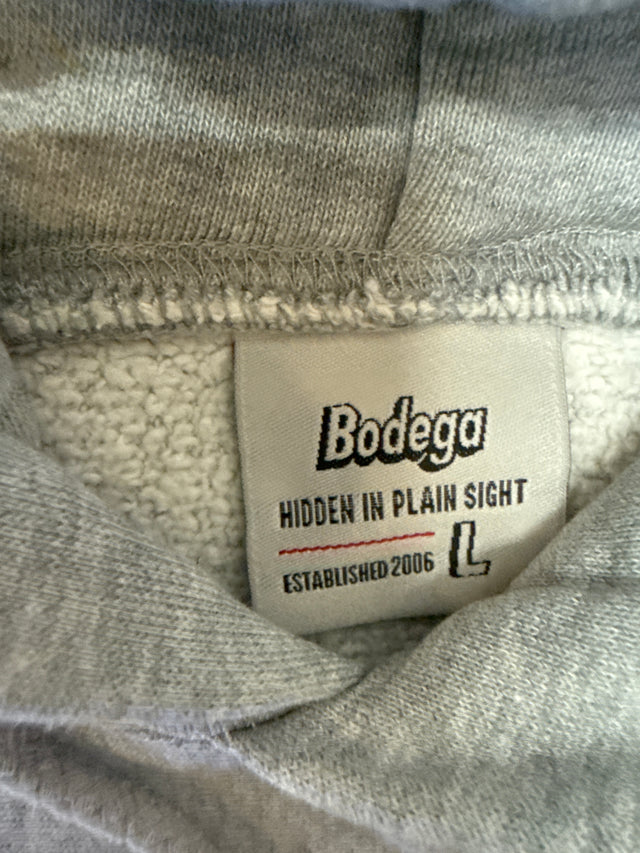 Bodega
HIDDEN IN PLAIN SIGHT
ESTABLISHED 2006 L